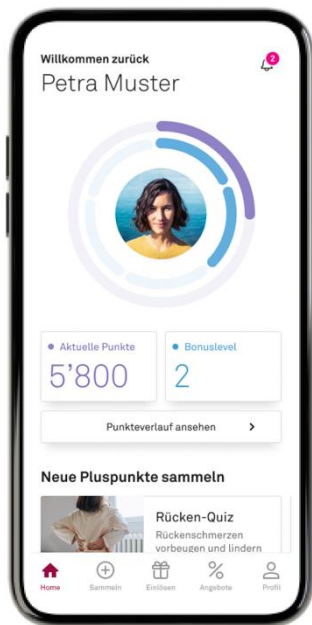 Willkommen zurück
2
Petra Muster
Aktuelle Punkte
5'800
Bonuslevel
2
Punkteverlauf ansehen
Neue Pluspunkte sammeln
Rücken-Quiz
Rückenschmerzen
vorbeugen und lindern
Home
Sammeln
Einlösen
Angebote
Profil